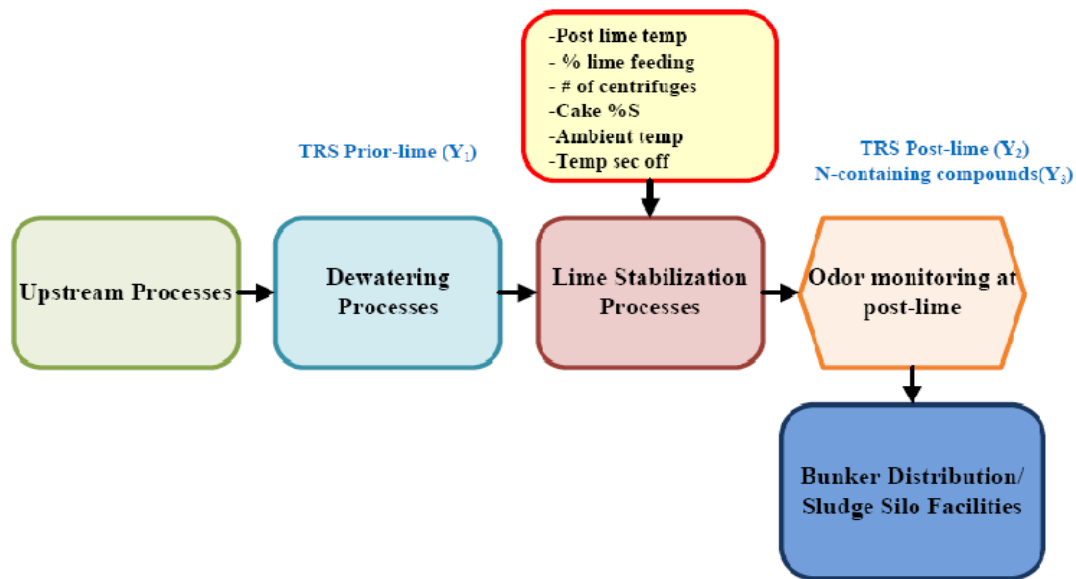 -Post lime temp
- % lime feeding
- # of centrifuges
-Cake %S
-Ambient temp
-Temp sec off
TRS Prior-lime (Y₁)
TRS Post-lime (Y₂)
N-containing compounds(Y₃)
Upstream Processes
Dewatering
Processes
Lime Stabilization
Processes
Odor monitoring at
post-lime
Bunker Distribution/
Sludge Silo Facilities